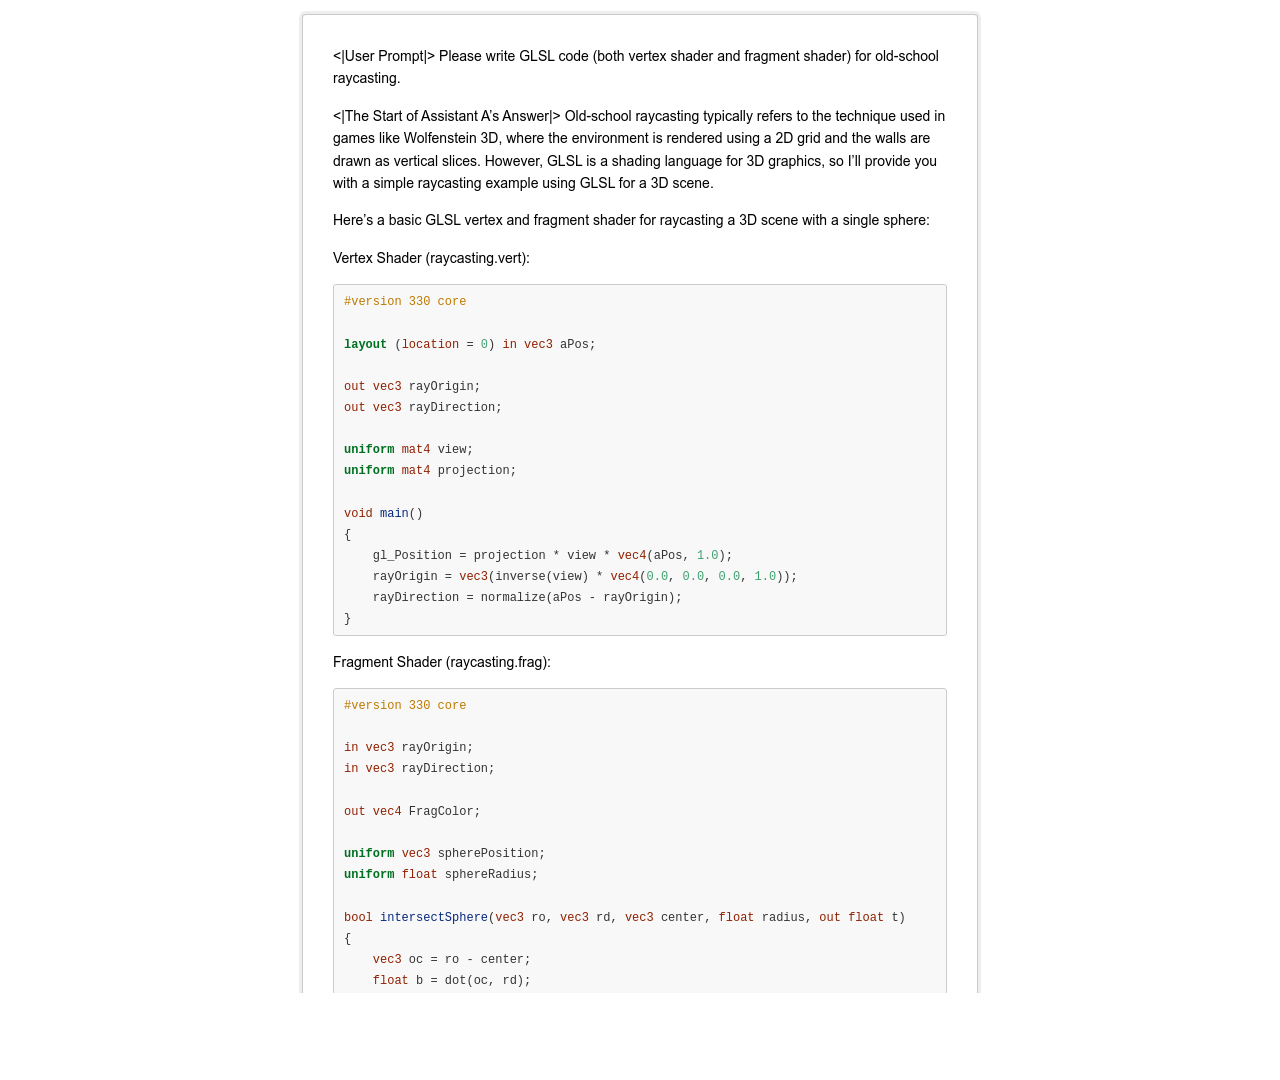 <|User Prompt|> Please write GLSL code (both vertex shader and fragment shader) for old-school
raycasting.
<|The Start of Assistant A’s Answer|> Old-school raycasting typically refers to the technique used in
games like Wolfenstein 3D, where the environment is rendered using a 2D grid and the walls are
drawn as vertical slices. However, GLSL is a shading language for 3D graphics, so I’ll provide you
with a simple raycasting example using GLSL for a 3D scene.
Here’s a basic GLSL vertex and fragment shader for raycasting a 3D scene with a single sphere:
Vertex Shader (raycasting.vert):
#version 330 core
layout (location = 0) in vec3 aPos;
out vec3 rayOrigin;
out vec3 rayDirection;
uniform mat4 view;
uniform mat4 projection;
void main()
{
    gl_Position = projection * view * vec4(aPos, 1.0);
    rayOrigin = vec3(inverse(view) * vec4(0.0, 0.0, 0.0, 1.0));
    rayDirection = normalize(aPos - rayOrigin);
}
Fragment Shader (raycasting.frag):
#version 330 core
in vec3 rayOrigin;
in vec3 rayDirection;
out vec4 FragColor;
uniform vec3 spherePosition;
uniform float sphereRadius;
bool intersectSphere(vec3 ro, vec3 rd, vec3 center, float radius, out float t)
{
    vec3 oc = ro - center;
    float b = dot(oc, rd);